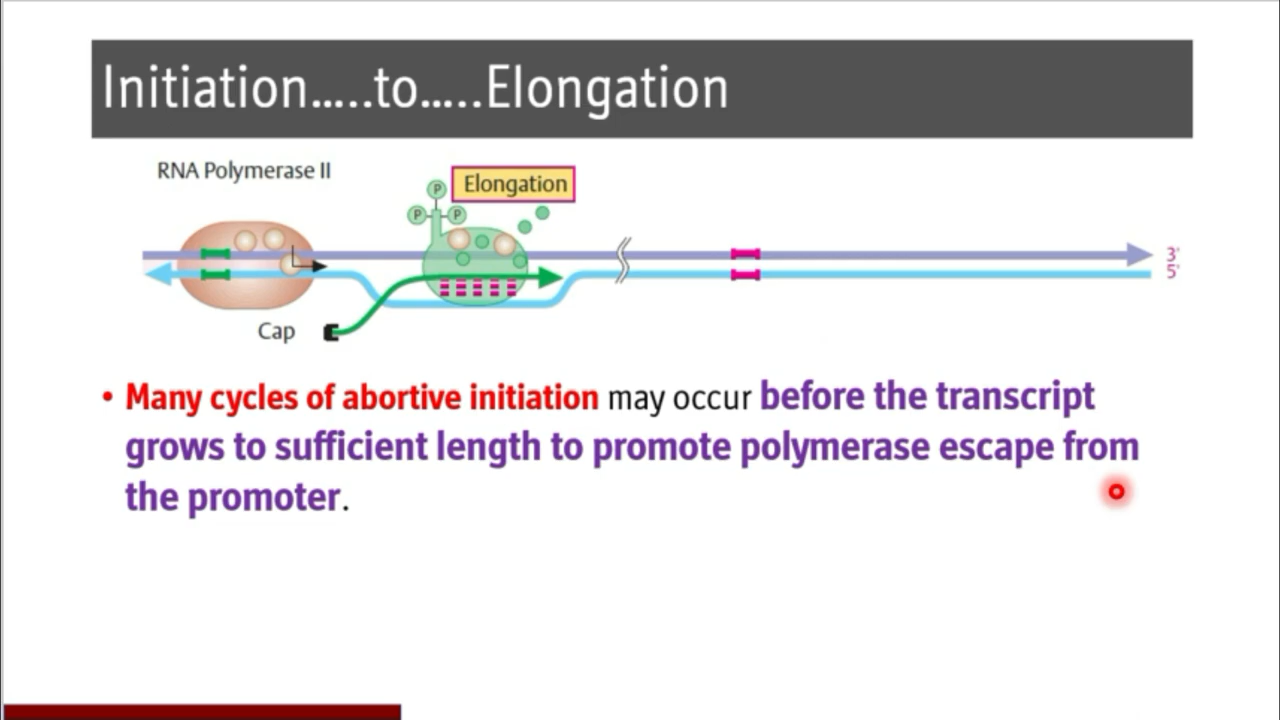 Initiation.....to.....Elongation
RNA Polymerase II
Elongation
P
P P
3'
5'
Cap
• Many cycles of abortive initiation may occur before the transcript
grows to sufficient length to promote polymerase escape from
the promoter.